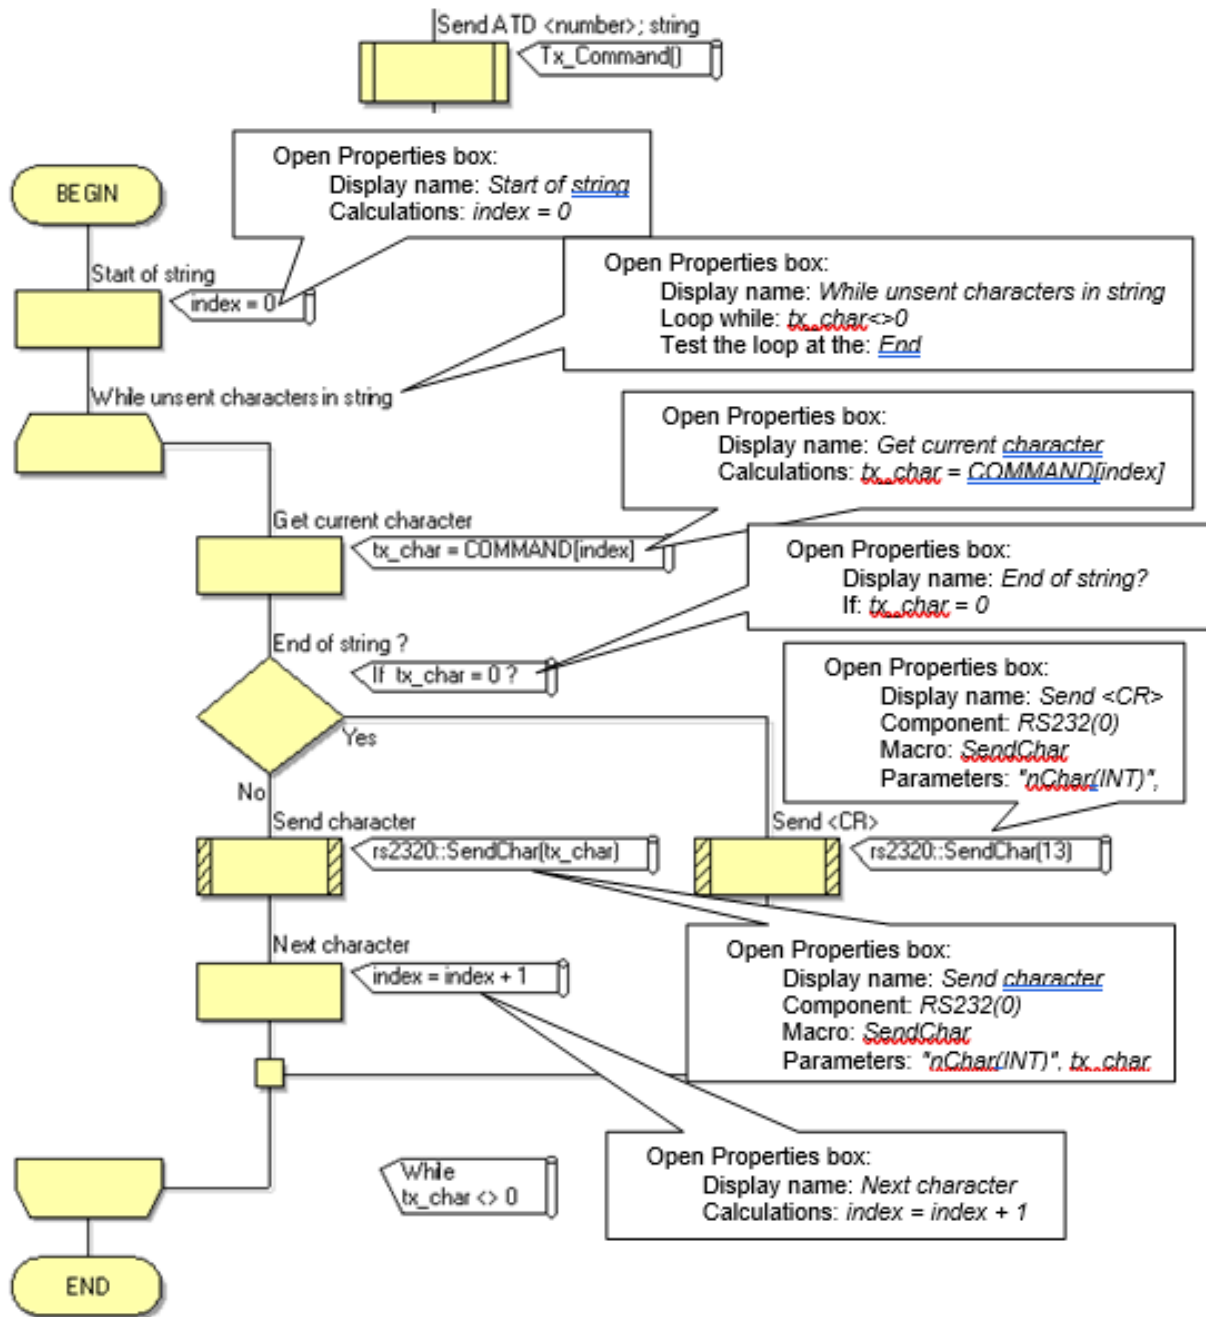 Send ATD <number>; string
Tx_Command()
Open Properties box:
Display name: Start of string
Calculations: index = 0
BEGIN
Start of string
index = 0
Open Properties box:
Display name: While unsent characters in string
Loop while: tx_char<>0
Test the loop at the: End
While unsent characters in string
Open Properties box:
Display name: Get current character
Calculations: tx_char = COMMAND[index]
Get current character
tx_char = COMMAND[index]
Open Properties box:
Display name: End of string?
If: tx_char = 0
End of string ?
If tx_char = 0 ?
Yes
No
Open Properties box:
Display name: Send <CR>
Component: RS232(0)
Macro: SendChar
Parameters: "nChar(INT)",
Send character
rs2320::SendChar(tx_char)
Send <CR>
rs2320::SendChar(13)
Open Properties box:
Display name: Send character
Component: RS232(0)
Macro: SendChar
Parameters: "nChar(INT)", tx_char
Next character
index = index + 1
Open Properties box:
Display name: Next character
Calculations: index = index + 1
While
tx_char <> 0
END